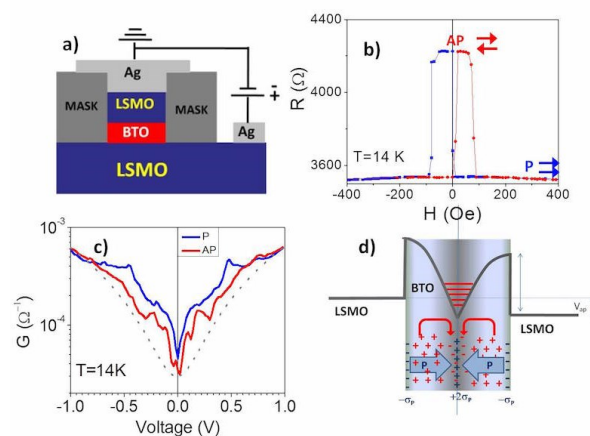 a)
Ag
MASK
LSMO
MASK
BTO
Ag
LSMO
- +
b)
AP
R (Ω)
4400
4000
3600
T=14 K
P
-400 -200 0 200 400
H (Oe)
c)
P
AP
G (Ω⁻¹)
10⁻³
10⁻⁴
T=14K
-1.0 -0.5 0.0 0.5 1.0
Voltage (V)
d)
BTO
LSMO
V_ap
LSMO
P P
−σ_P +2σ_P −σ_P